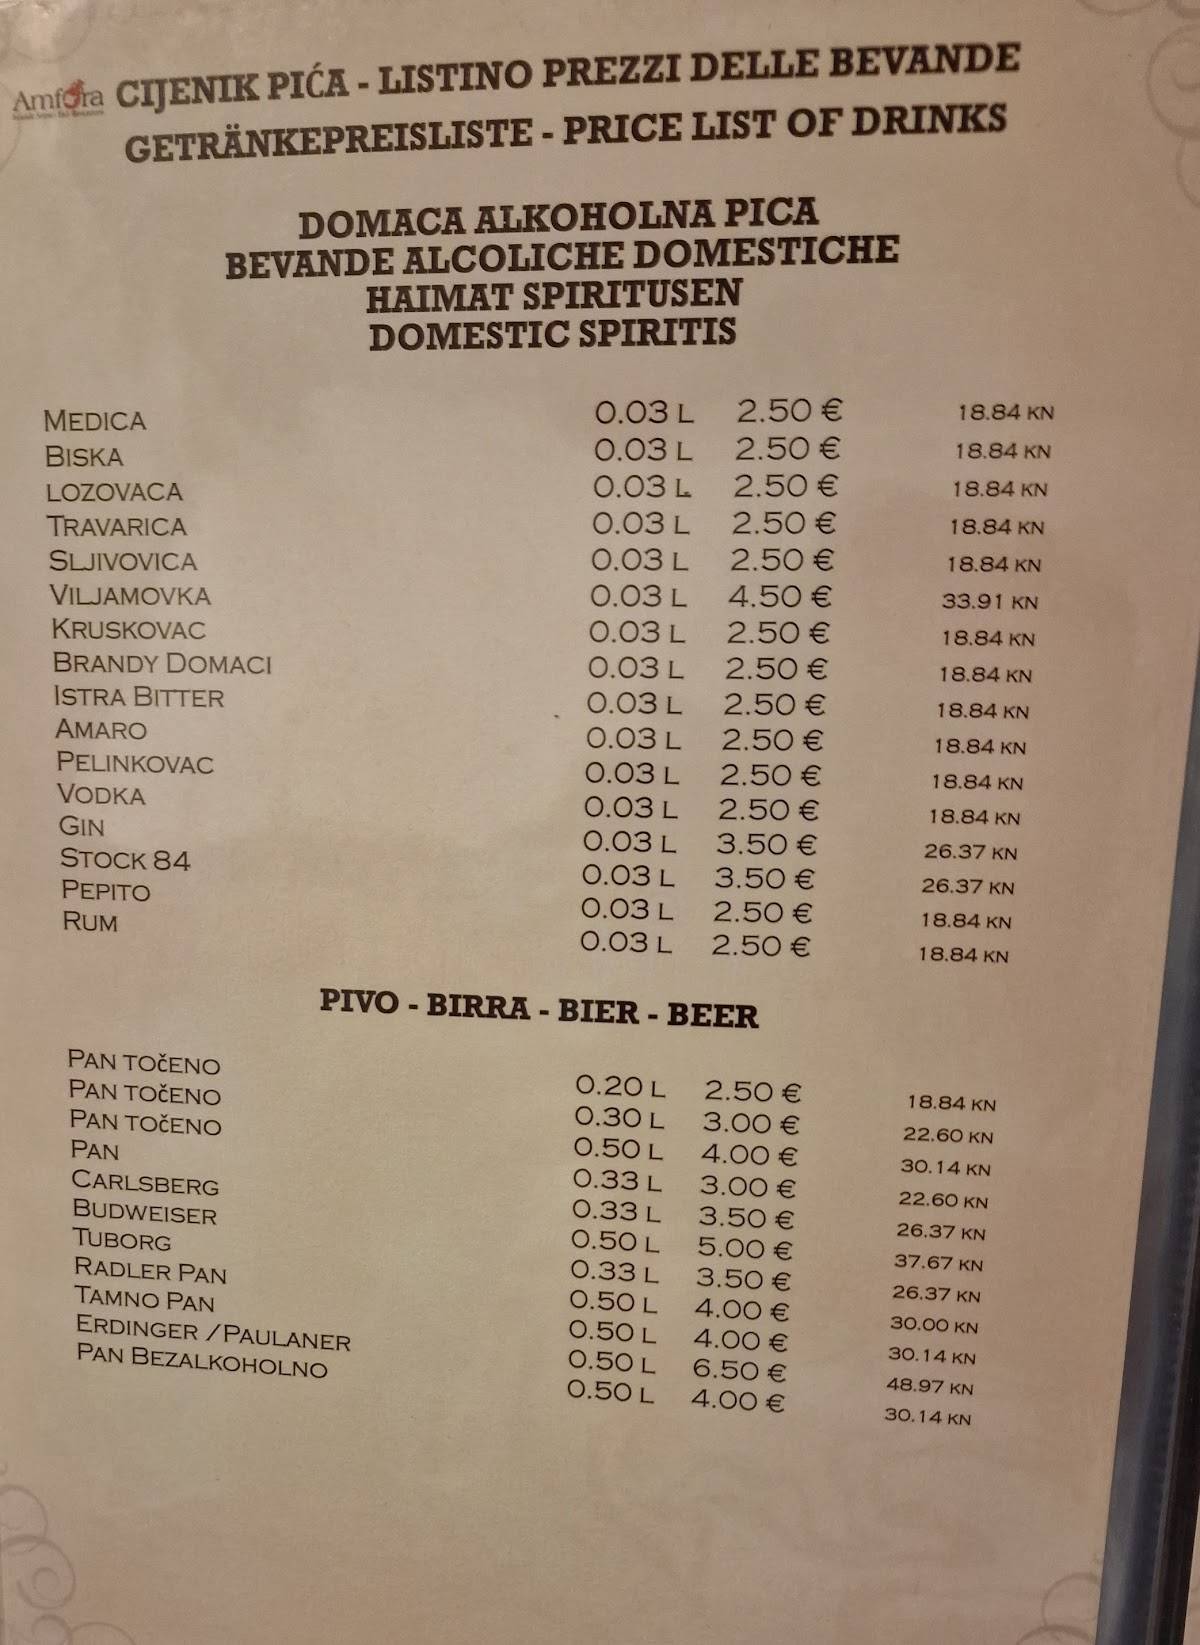 Amfora CIJENIK PIĆA - LISTINO PREZZI DELLE BEVANDE
GETRÄNKEPREISLISTE - PRICE LIST OF DRINKS
DOMACA ALKOHOLNA PICA
BEVANDE ALCOLICHE DOMESTICHE
HAIMAT SPIRITUSEN
DOMESTIC SPIRITIS
MEDICA 0.03 L 2.50 € 18.84 KN
BISKA 0.03 L 2.50 € 18.84 KN
LOZOVACA 0.03 L 2.50 € 18.84 KN
TRAVARICA 0.03 L 2.50 € 18.84 KN
SLJIVOVICA 0.03 L 2.50 € 18.84 KN
VILJAMOVKA 0.03 L 4.50 € 33.91 KN
KRUSKOVAC 0.03 L 2.50 € 18.84 KN
BRANDY DOMACI 0.03 L 2.50 € 18.84 KN
ISTRA BITTER 0.03 L 2.50 € 18.84 KN
AMARO 0.03 L 2.50 € 18.84 KN
PELINKOVAC 0.03 L 2.50 € 18.84 KN
VODKA 0.03 L 2.50 € 18.84 KN
GIN 0.03 L 3.50 € 26.37 KN
STOCK 84 0.03 L 3.50 € 26.37 KN
PEPITO 0.03 L 2.50 € 18.84 KN
RUM 0.03 L 2.50 € 18.84 KN
PIVO - BIRRA - BIER - BEER
PAN TOČENO 0.20 L 2.50 € 18.84 KN
PAN TOČENO 0.30 L 3.00 € 22.60 KN
PAN TOČENO 0.50 L 4.00 € 30.14 KN
PAN 0.33 L 3.00 € 22.60 KN
CARLSBERG 0.33 L 3.50 € 26.37 KN
BUDWEISER 0.50 L 5.00 € 37.67 KN
TUBORG 0.33 L 3.50 € 26.37 KN
RADLER PAN 0.50 L 4.00 € 30.00 KN
TAMNO PAN 0.50 L 4.00 € 30.14 KN
ERDINGER /PAULANER 0.50 L 6.50 € 48.97 KN
PAN BEZALKOHOLNO 0.50 L 4.00 € 30.14 KN